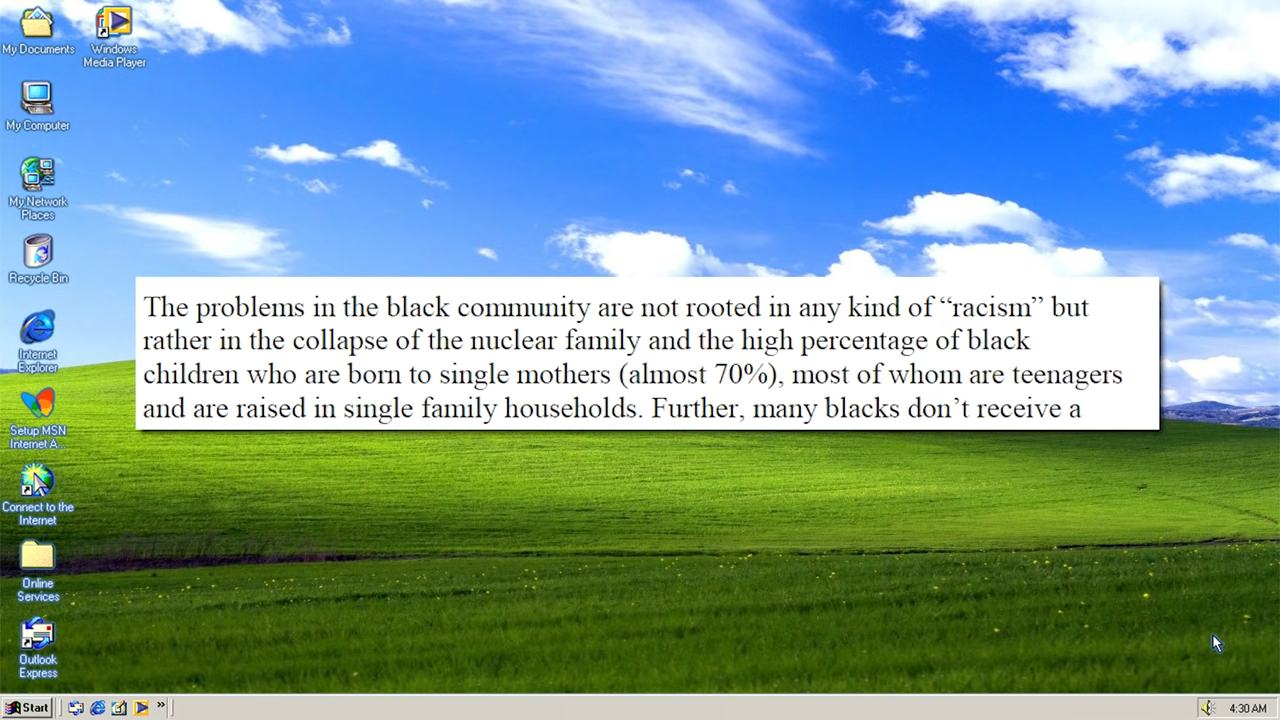 My Documents
Windows
Media Player
My Computer
My Network
Places
Recycle Bin
Internet
Explorer
Setup MSN
Internet A...
Connect to the
Internet
Online
Services
Outlook
Express
The problems in the black community are not rooted in any kind of “racism” but
rather in the collapse of the nuclear family and the high percentage of black
children who are born to single mothers (almost 70%), most of whom are teenagers
and are raised in single family households. Further, many blacks don’t receive a
Start
»
4:30 AM